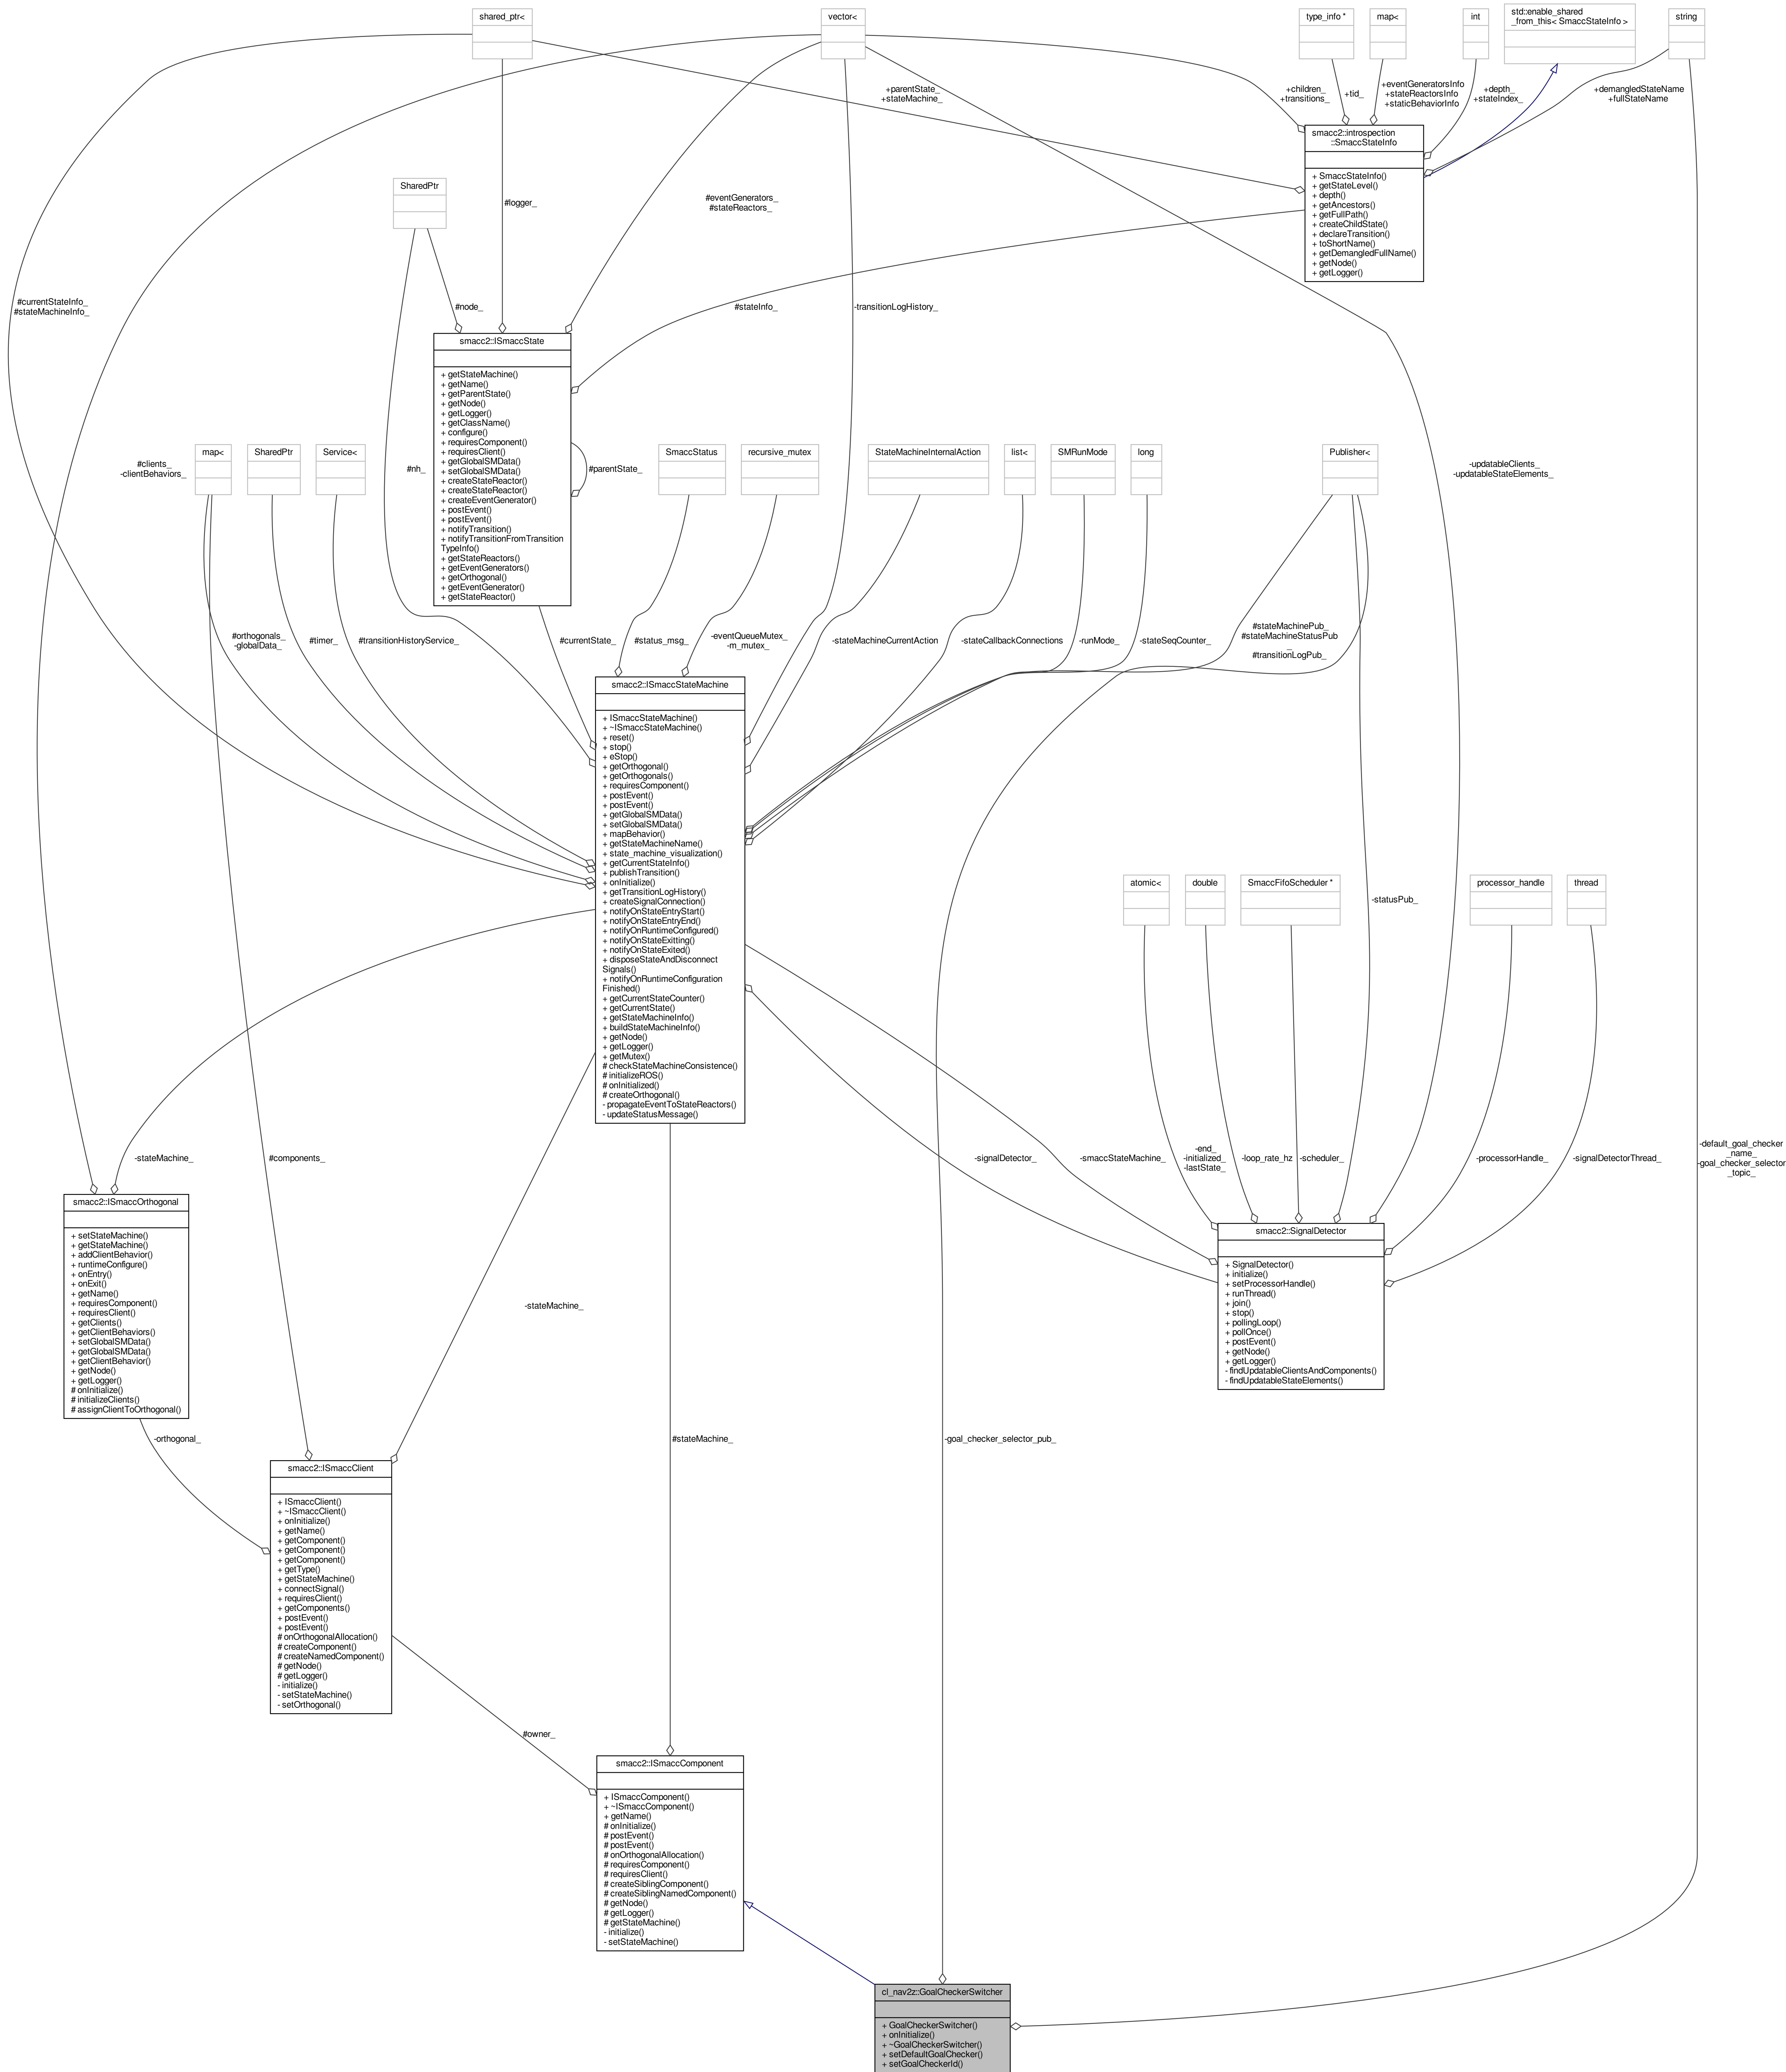 shared_ptr<
vector<
type_info *
map<
int
std::enable_shared
_from_this< SmaccStateInfo >
string
+parentState_
+stateMachine_
+children_
+transitions_
+tid_
+eventGeneratorsInfo
+stateReactorsInfo
+staticBehaviorInfo
+depth_
+stateIndex_
+demangledStateName
+fullStateName
smacc2::introspection
::SmaccStateInfo
+ SmaccStateInfo()
+ getStateLevel()
+ depth()
+ getAncestors()
+ getFullPath()
+ createChildState()
+ declareTransition()
+ toShortName()
+ getDemangledFullName()
+ getNode()
+ getLogger()
SharedPtr
#logger_
#eventGenerators_
#stateReactors_
#currentStateInfo_
#stateMachineInfo_
#node_
#stateInfo_
-transitionLogHistory_
smacc2::ISmaccState
+ getStateMachine()
+ getName()
+ getParentState()
+ getNode()
+ getLogger()
+ getClassName()
+ configure()
+ requiresComponent()
+ requiresClient()
+ getGlobalSMData()
+ setGlobalSMData()
+ createStateReactor()
+ createStateReactor()
+ createEventGenerator()
+ postEvent()
+ postEvent()
+ notifyTransition()
+ notifyTransitionFromTransition
TypeInfo()
+ getStateReactors()
+ getEventGenerators()
+ getOrthogonal()
+ getEventGenerator()
+ getStateReactor()
#clients_
-clientBehaviors_
map<
SharedPtr
Service<
#nh_
#parentState_
SmaccStatus
recursive_mutex
StateMachineInternalAction
list<
SMRunMode
long
Publisher<
-updatableClients_
-updatableStateElements_
#orthogonals_
-globalData_
#timer_
#transitionHistoryService_
#currentState_
#status_msg_
-eventQueueMutex_
-m_mutex_
-stateMachineCurrentAction
-stateCallbackConnections
-runMode_
-stateSeqCounter_
#stateMachinePub_
#stateMachineStatusPub
_
#transitionLogPub_
smacc2::ISmaccStateMachine
+ ISmaccStateMachine()
+ ~ISmaccStateMachine()
+ reset()
+ stop()
+ eStop()
+ getOrthogonal()
+ getOrthogonals()
+ requiresComponent()
+ postEvent()
+ postEvent()
+ getGlobalSMData()
+ setGlobalSMData()
+ mapBehavior()
+ getStateMachineName()
+ state_machine_visualization()
+ getCurrentStateInfo()
+ publishTransition()
+ onInitialize()
+ getTransitionLogHistory()
+ createSignalConnection()
+ notifyOnStateEntryStart()
+ notifyOnStateEntryEnd()
+ notifyOnRuntimeConfigured()
+ notifyOnStateExitting()
+ notifyOnStateExited()
+ disposeStateAndDisconnect
Signals()
+ notifyOnRuntimeConfiguration
Finished()
+ getCurrentStateCounter()
+ getCurrentState()
+ getStateMachineInfo()
+ buildStateMachineInfo()
+ getNode()
+ getLogger()
+ getMutex()
# checkStateMachineConsistence()
# initializeROS()
# onInitialized()
# createOrthogonal()
- propagateEventToStateReactors()
- updateStatusMessage()
atomic<
double
SmaccFifoScheduler *
-statusPub_
processor_handle
thread
-stateMachine_
#components_
-signalDetector_
-smaccStateMachine_
-end_
-initialized_
-lastState_
-loop_rate_hz
-scheduler_
-processorHandle_
-signalDetectorThread_
-default_goal_checker
_name_
-goal_checker_selector
_topic_
smacc2::ISmaccOrthogonal
+ setStateMachine()
+ getStateMachine()
+ addClientBehavior()
+ runtimeConfigure()
+ onEntry()
+ onExit()
+ getName()
+ requiresComponent()
+ requiresClient()
+ getClients()
+ getClientBehaviors()
+ setGlobalSMData()
+ getGlobalSMData()
+ getClientBehavior()
+ getNode()
+ getLogger()
# onInitialize()
# initializeClients()
# assignClientToOrthogonal()
smacc2::SignalDetector
+ SignalDetector()
+ initialize()
+ setProcessorHandle()
+ runThread()
+ join()
+ stop()
+ pollingLoop()
+ pollOnce()
+ postEvent()
+ getNode()
+ getLogger()
- findUpdatableClientsAndComponents()
- findUpdatableStateElements()
-stateMachine_
-orthogonal_
#stateMachine_
-goal_checker_selector_pub_
smacc2::ISmaccClient
+ ISmaccClient()
+ ~ISmaccClient()
+ onInitialize()
+ getName()
+ getComponent()
+ getComponent()
+ getComponent()
+ getType()
+ getStateMachine()
+ connectSignal()
+ requiresClient()
+ getComponents()
+ postEvent()
+ postEvent()
# onOrthogonalAllocation()
# createComponent()
# createNamedComponent()
# getNode()
# getLogger()
- initialize()
- setStateMachine()
- setOrthogonal()
#owner_
smacc2::ISmaccComponent
+ ISmaccComponent()
+ ~ISmaccComponent()
+ getName()
# onInitialize()
# postEvent()
# postEvent()
# onOrthogonalAllocation()
# requiresComponent()
# requiresClient()
# createSiblingComponent()
# createSiblingNamedComponent()
# getNode()
# getLogger()
# getStateMachine()
- initialize()
- setStateMachine()
cl_nav2z::GoalCheckerSwitcher
+ GoalCheckerSwitcher()
+ onInitialize()
+ ~GoalCheckerSwitcher()
+ setDefaultGoalChecker()
+ setGoalCheckerId()